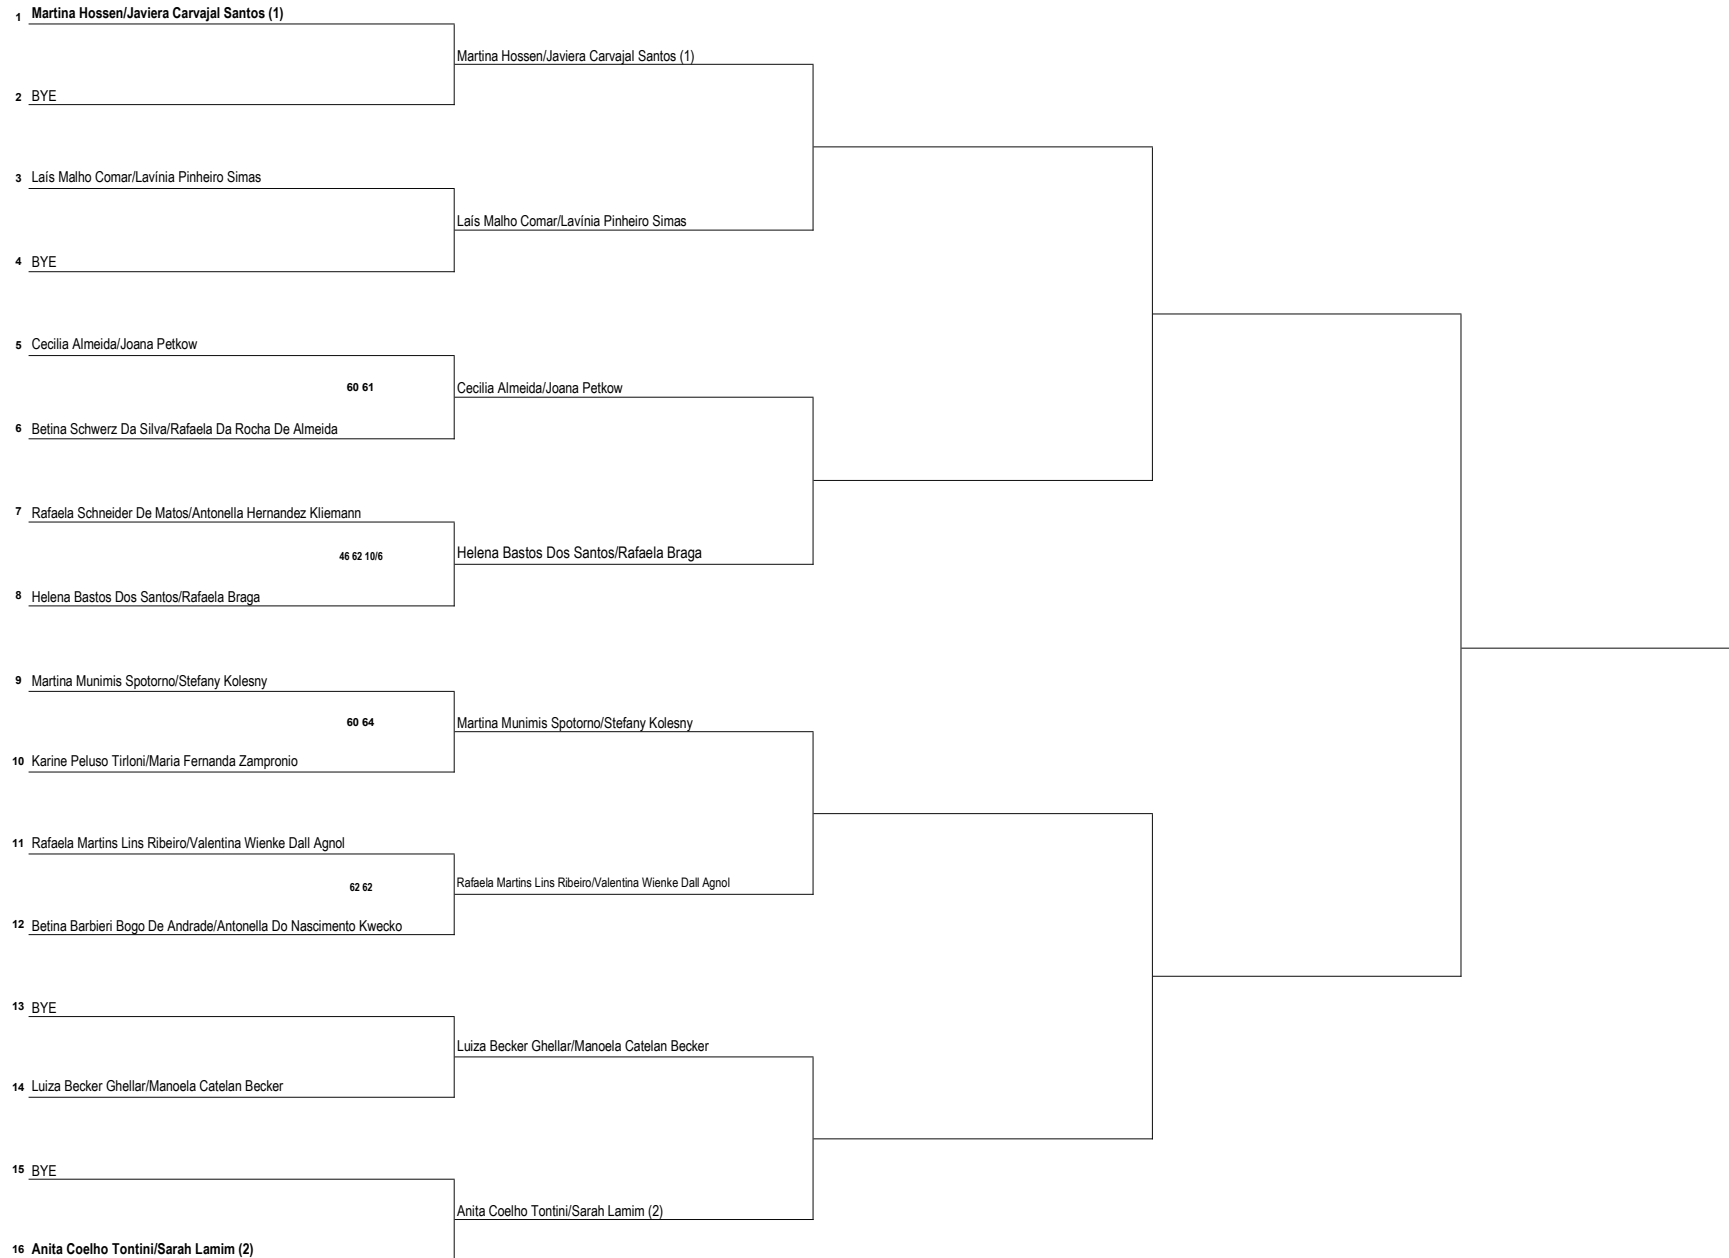 1 Martina Hossen/Javiera Carvajal Santos (1)
Martina Hossen/Javiera Carvajal Santos (1)
2 BYE
3 Laís Malho Comar/Lavínia Pinheiro Simas
Laís Malho Comar/Lavínia Pinheiro Simas
4 BYE
5 Cecilia Almeida/Joana Petkow
60 61 Cecilia Almeida/Joana Petkow
6 Betina Schwerz Da Silva/Rafaela Da Rocha De Almeida
7 Rafaela Schneider De Matos/Antonella Hernandez Kliemann
46 62 10/6 Helena Bastos Dos Santos/Rafaela Braga
8 Helena Bastos Dos Santos/Rafaela Braga
9 Martina Munimis Spotorno/Stefany Kolesny
60 64 Martina Munimis Spotorno/Stefany Kolesny
10 Karine Peluso Tirloni/Maria Fernanda Zampronio
11 Rafaela Martins Lins Ribeiro/Valentina Wienke Dall Agnol
62 62 Rafaela Martins Lins Ribeiro/Valentina Wienke Dall Agnol
12 Betina Barbieri Bogo De Andrade/Antonella Do Nascimento Kwecko
13 BYE
Luiza Becker Ghellar/Manoela Catelan Becker
14 Luiza Becker Ghellar/Manoela Catelan Becker
15 BYE
Anita Coelho Tontini/Sarah Lamim (2)
16 Anita Coelho Tontini/Sarah Lamim (2)